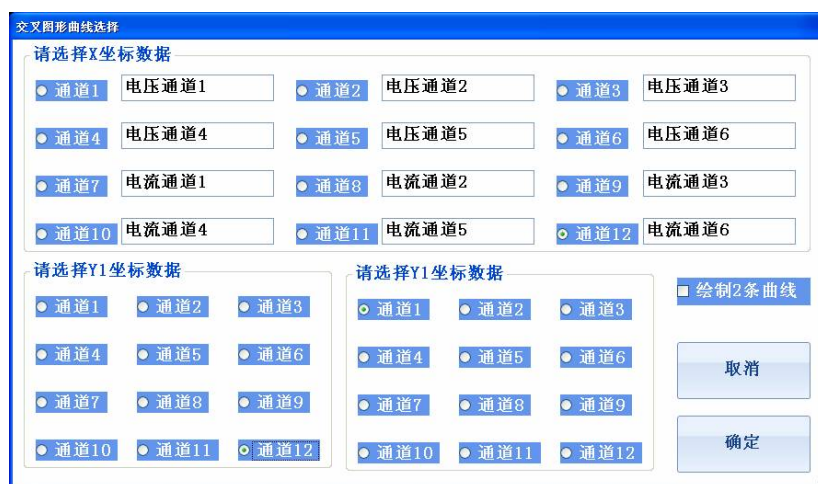 交叉图形曲线选择
请选择X坐标数据
通道1 电压通道1 通道2 电压通道2 通道3 电压通道3
通道4 电压通道4 通道5 电压通道5 通道6 电压通道6
通道7 电流通道1 通道8 电流通道2 通道9 电流通道3
通道10 电流通道4 通道11 电流通道5 通道12 电流通道6
请选择Y1坐标数据
通道1 通道2 通道3
通道4 通道5 通道6
通道7 通道8 通道9
通道10 通道11 通道12
请选择Y1坐标数据
通道1 通道2 通道3
通道4 通道5 通道6
通道7 通道8 通道9
通道10 通道11 通道12
绘制2条曲线
取消
确定